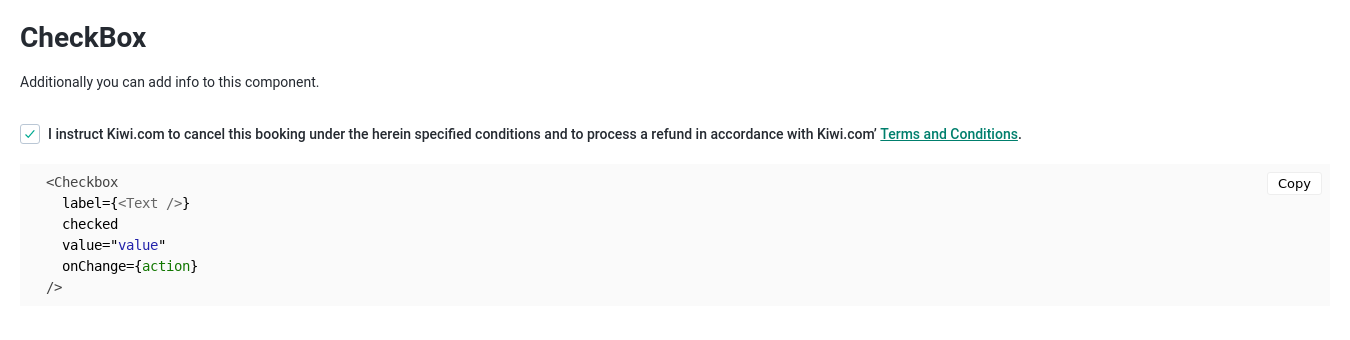 CheckBox
Additionally you can add info to this component.
I instruct Kiwi.com to cancel this booking under the herein specified conditions and to process a refund in accordance with Kiwi.com’ Terms and Conditions.
Copy
<Checkbox
  label={<Text />}
  checked
  value="value"
  onChange={action}
/>